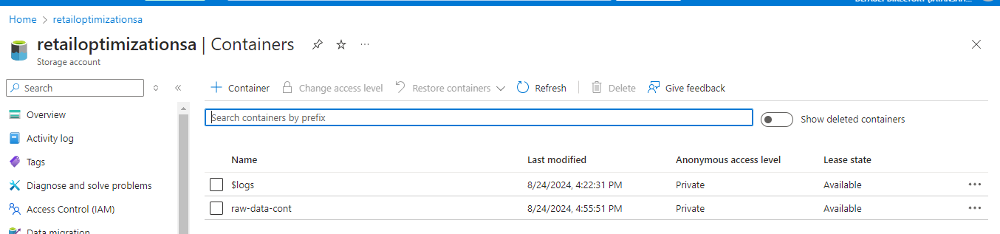 Home > retailoptimizationsa
retailoptimizationsa | Containers
Storage account
Search
Container Change access level Restore containers Refresh Delete Give feedback
Overview
Activity log
Tags
Diagnose and solve problems
Access Control (IAM)
Data migration
Search containers by prefix
Show deleted containers
Name Last modified Anonymous access level Lease state
$logs 8/24/2024, 4:22:31 PM Private Available
raw-data-cont 8/24/2024, 4:55:51 PM Private Available